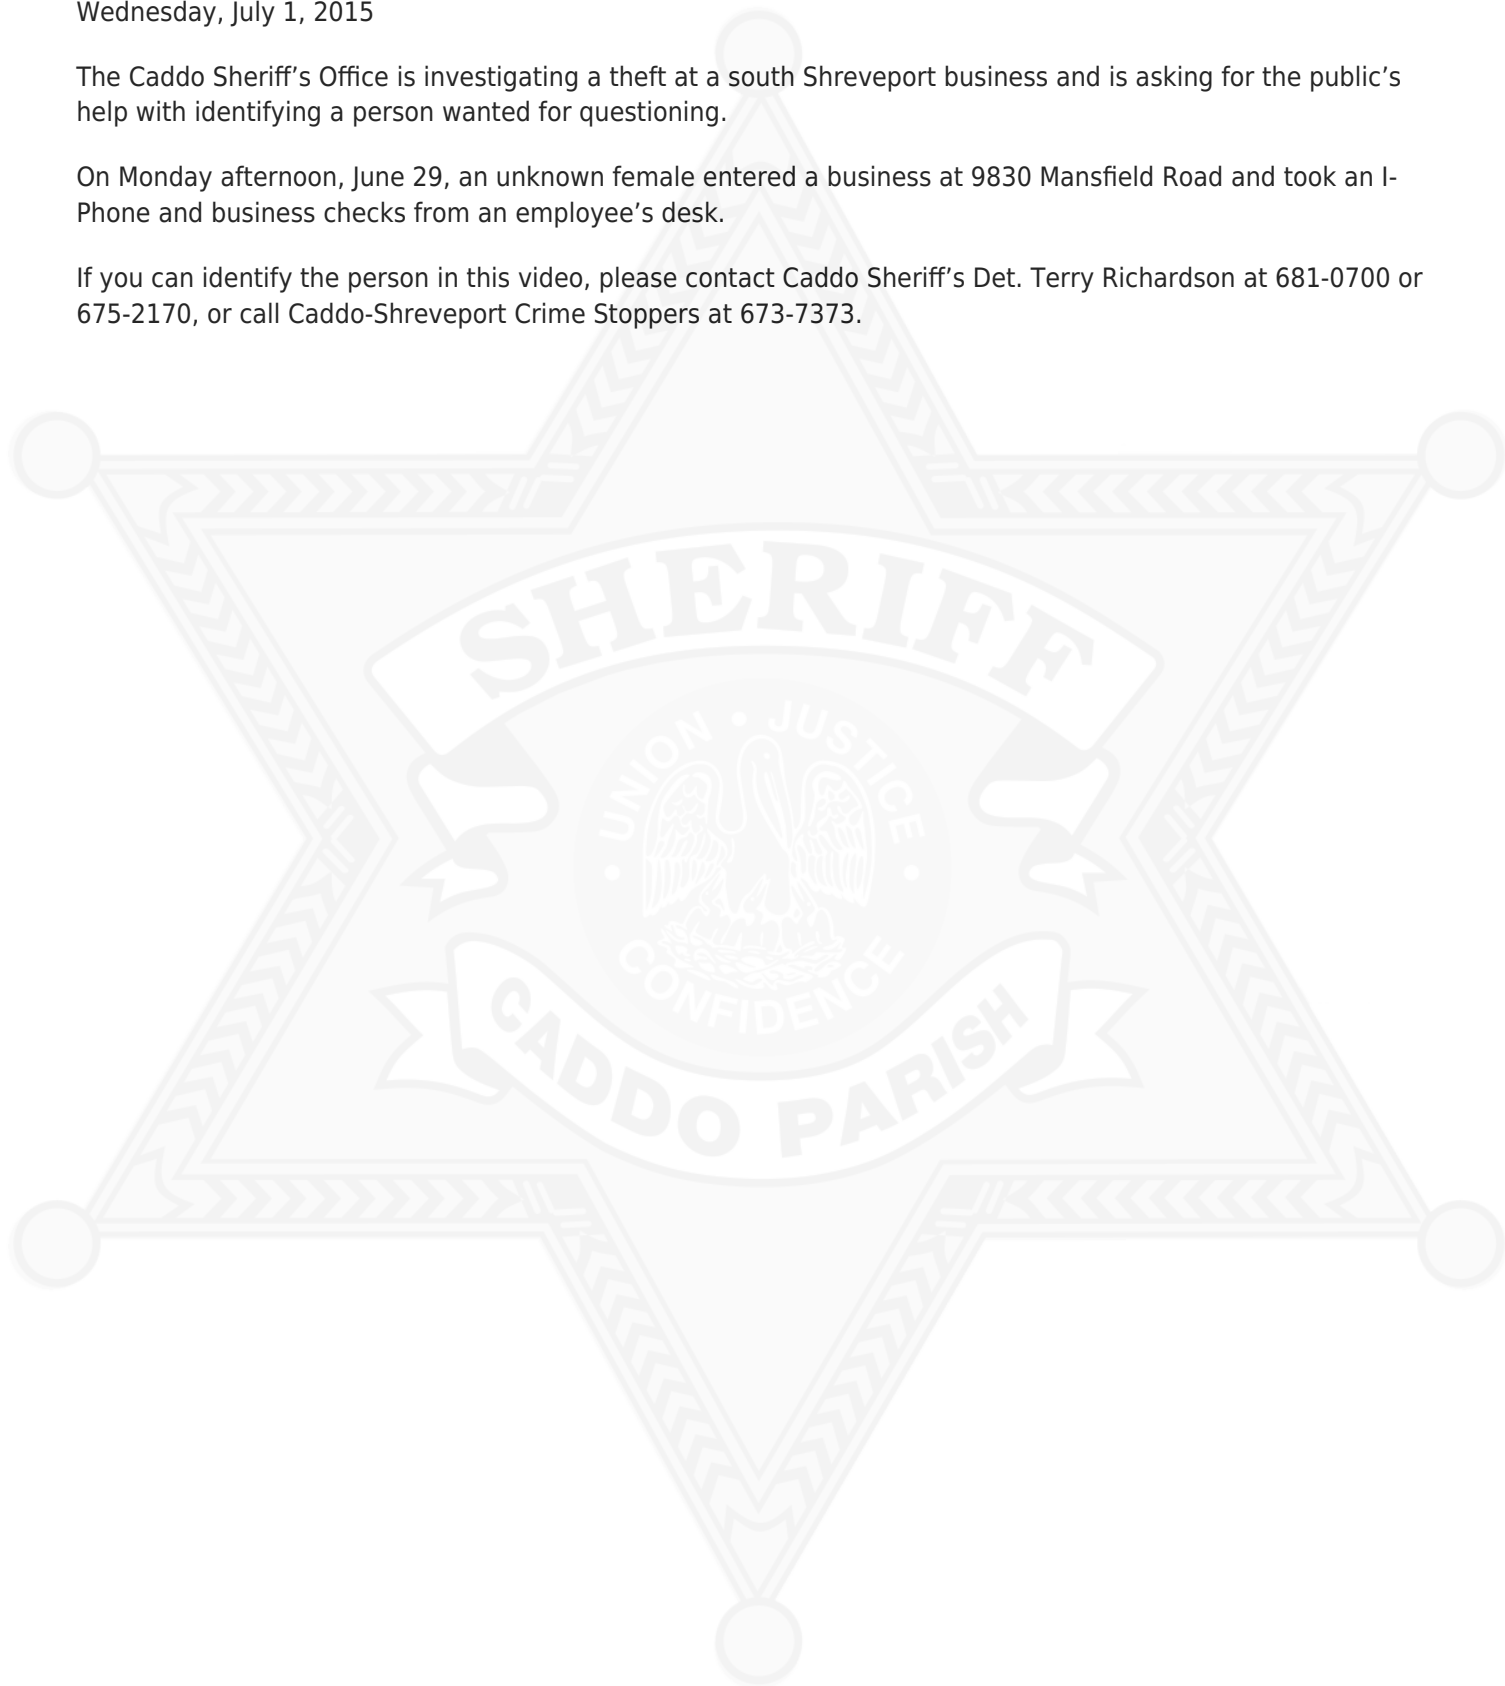 Wednesday, July 1, 2015
The Caddo Sheriff’s Office is investigating a theft at a south Shreveport business and is asking for the public’s
help with identifying a person wanted for questioning.
On Monday afternoon, June 29, an unknown female entered a business at 9830 Mansfield Road and took an I-
Phone and business checks from an employee’s desk.
If you can identify the person in this video, please contact Caddo Sheriff’s Det. Terry Richardson at 681-0700 or
675-2170, or call Caddo-Shreveport Crime Stoppers at 673-7373.
SHERIFF
UNION • JUSTICE
• CONFIDENCE •
CADDO PARISH